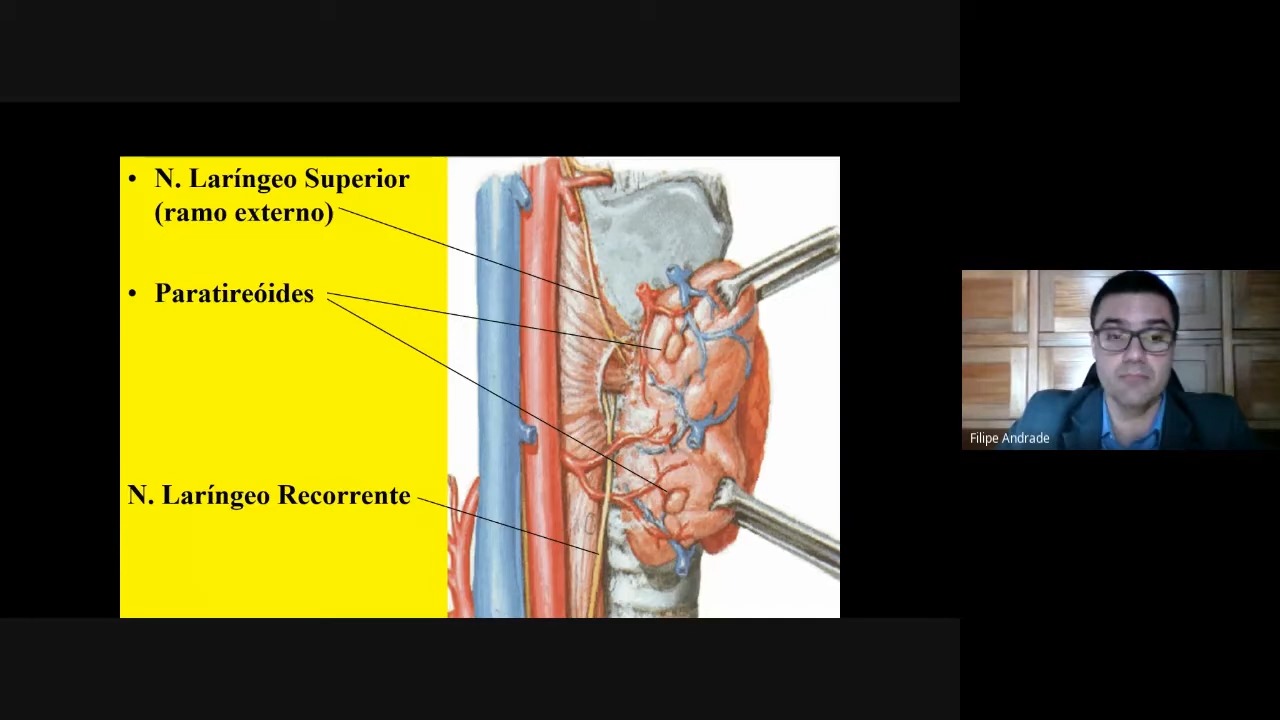 • N. Laríngeo Superior
(ramo externo)
• Paratireóides
N. Laríngeo Recorrente
Filipe Andrade